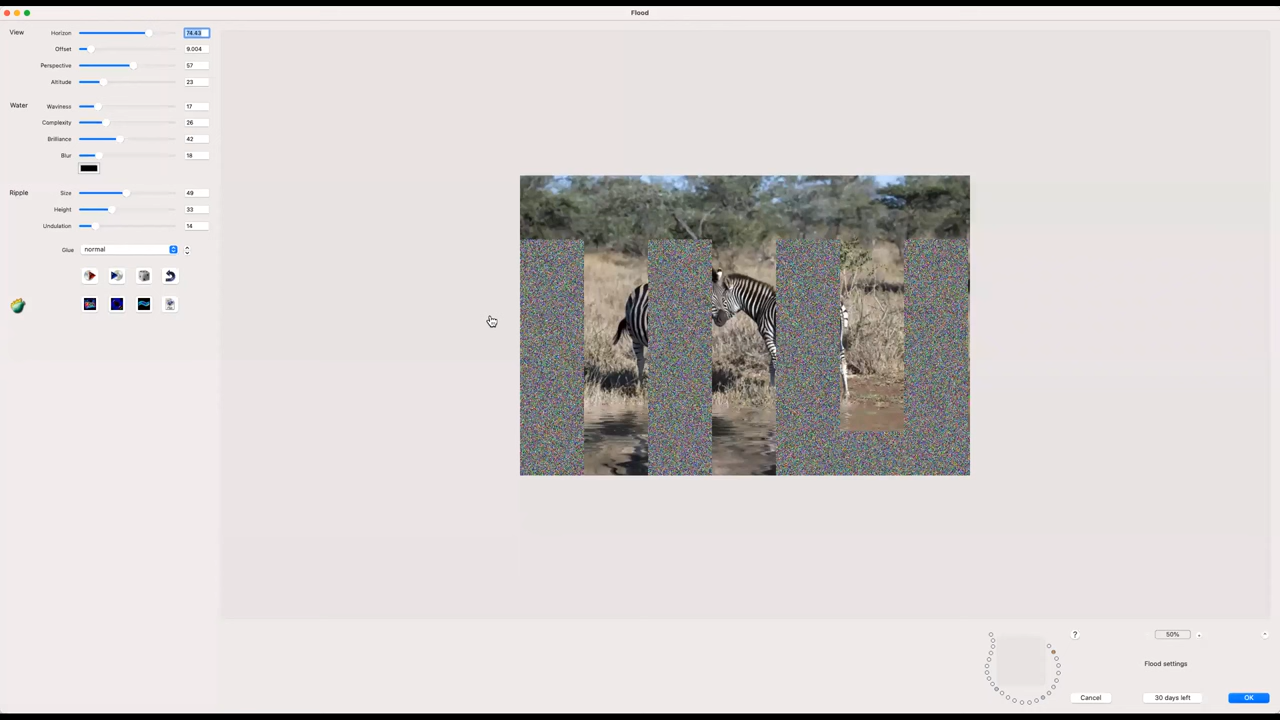 Flood
View
Horizon 74.43
Offset 9.004
Perspective 57
Altitude 23
Water
Waviness 17
Complexity 26
Brilliance 42
Blur 18
Ripple
Size 49
Height 33
Undulation 14
Glue normal
?
50%
Flood settings
Cancel 30 days left OK